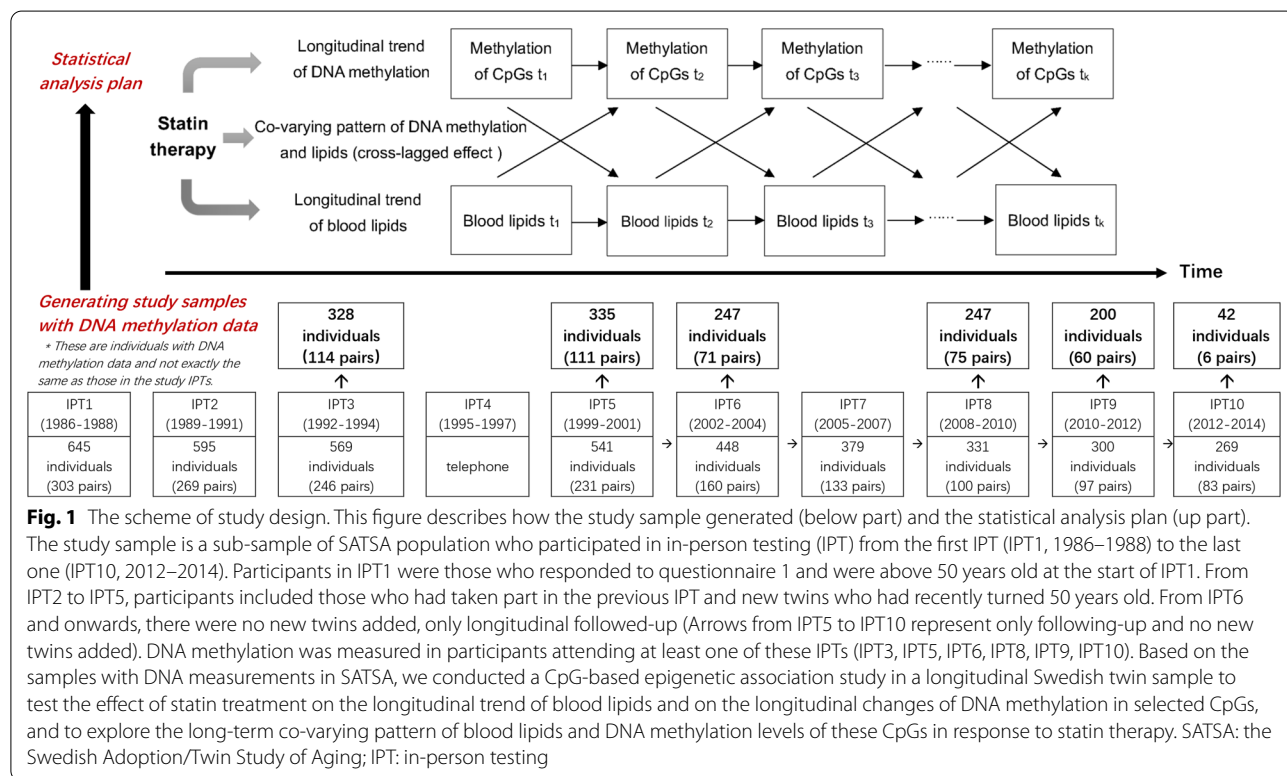 Statistical
analysis plan
Longitudinal trend
of DNA methylation
Statin
therapy
Co-varying pattern of DNA methylation
and lipids (cross-lagged effect )
Longitudinal trend
of blood lipids
Methylation
of CpGs t₁
Methylation
of CpGs t₂
Methylation
of CpGs t₃
......
Methylation
of CpGs tₖ
Blood lipids t₁
Blood lipids t₂
Blood lipids t₃
......
Blood lipids tₖ
Time
Generating study samples
with DNA methylation data
* These are individuals with DNA
methylation data and not exactly the
same as those in the study IPTs.
328
individuals
(114 pairs)
335
individuals
(111 pairs)
247
individuals
(71 pairs)
247
individuals
(75 pairs)
200
individuals
(60 pairs)
42
individuals
(6 pairs)
IPT1
(1986-1988)
645
individuals
(303 pairs)
IPT2
(1989-1991)
595
individuals
(269 pairs)
IPT3
(1992-1994)
569
individuals
(246 pairs)
IPT4
(1995-1997)
telephone
IPT5
(1999-2001)
541
individuals
(231 pairs)
IPT6
(2002-2004)
448
individuals
(160 pairs)
IPT7
(2005-2007)
379
individuals
(133 pairs)
IPT8
(2008-2010)
331
individuals
(100 pairs)
IPT9
(2010-2012)
300
individuals
(97 pairs)
IPT10
(2012-2014)
269
individuals
(83 pairs)
Fig. 1 The scheme of study design. This figure describes how the study sample generated (below part) and the statistical analysis plan (up part).
The study sample is a sub-sample of SATSA population who participated in in-person testing (IPT) from the first IPT (IPT1, 1986–1988) to the last
one (IPT10, 2012–2014). Participants in IPT1 were those who responded to questionnaire 1 and were above 50 years old at the start of IPT1. From
IPT2 to IPT5, participants included those who had taken part in the previous IPT and new twins who had recently turned 50 years old. From IPT6
and onwards, there were no new twins added, only longitudinal followed-up (Arrows from IPT5 to IPT10 represent only following-up and no new
twins added). DNA methylation was measured in participants attending at least one of these IPTs (IPT3, IPT5, IPT6, IPT8, IPT9, IPT10). Based on the
samples with DNA measurements in SATSA, we conducted a CpG-based epigenetic association study in a longitudinal Swedish twin sample to
test the effect of statin treatment on the longitudinal trend of blood lipids and on the longitudinal changes of DNA methylation in selected CpGs,
and to explore the long-term co-varying pattern of blood lipids and DNA methylation levels of these CpGs in response to statin therapy. SATSA: the
Swedish Adoption/Twin Study of Aging; IPT: in-person testing